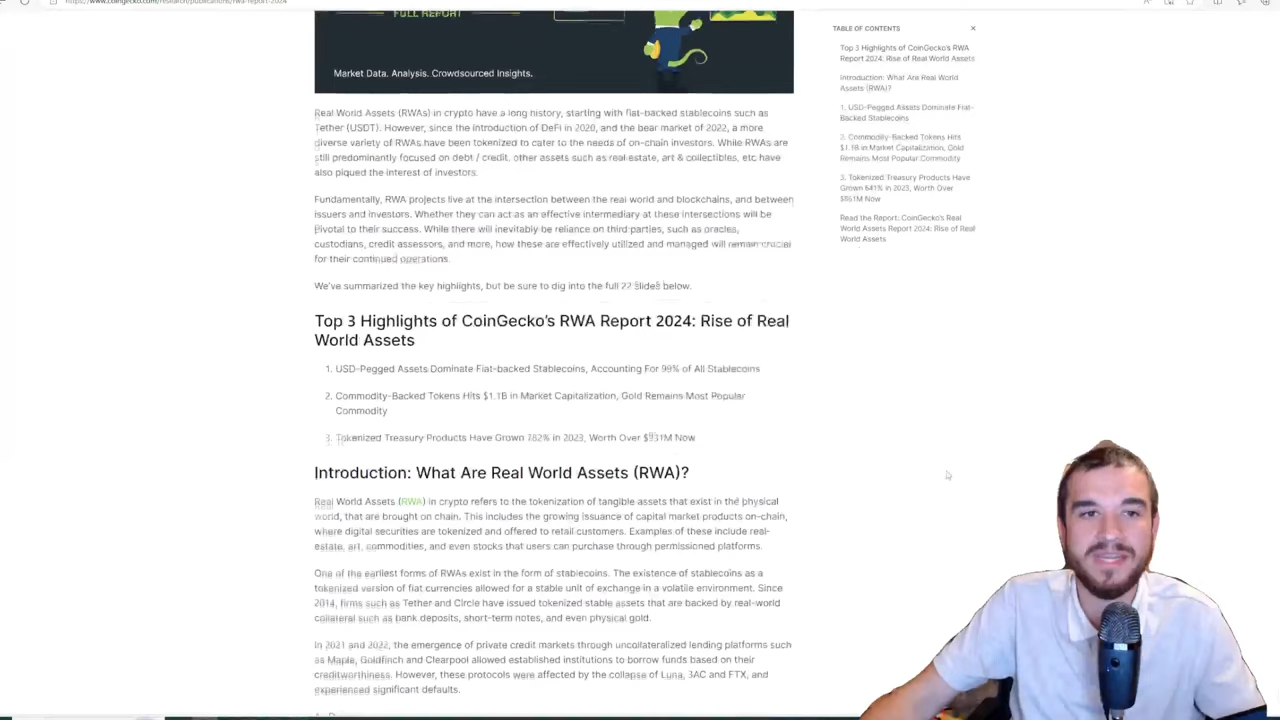 https://www.coingecko.com/research/publications/rwa-report-2024
FULL REPORT
Market Data. Analysis. Crowdsourced Insights.
Real World Assets (RWAs) in crypto have a long history, starting with fiat-backed stablecoins such as
Tether (USDT). However, since the introduction of DeFi in 2020, and the bear market of 2022, a more
diverse variety of RWAs have been tokenized to cater to the needs of on-chain investors. While RWAs are
still predominantly focused on debt / credit, other assets such as real-estate, art & collectibles, etc have
also piqued the interest of investors.
Fundamentally, RWA projects live at the intersection between the real world and blockchains, and between
issuers and investors. Whether they can act as an effective intermediary at these intersections will be
pivotal to their success. While there will inevitably be reliance on third parties, such as oracles,
custodians, credit assessors, and more, how these are effectively utilized and managed will remain crucial
for their continued operations.
We've summarized the key highlights, but be sure to dig into the full 22 slides below.
Top 3 Highlights of CoinGecko's RWA Report 2024: Rise of Real
World Assets
1. USD-Pegged Assets Dominate Fiat-backed Stablecoins, Accounting For 99% of All Stablecoins
2. Commodity-Backed Tokens Hits $1.1B in Market Capitalization, Gold Remains Most Popular
Commodity
3. Tokenized Treasury Products Have Grown 782% in 2023, Worth Over $931M Now
Introduction: What Are Real World Assets (RWA)?
Real World Assets (RWA) in crypto refers to the tokenization of tangible assets that exist in the physical
world, that are brought on chain. This includes the growing issuance of capital market products on-chain,
where digital securities are tokenized and offered to retail customers. Examples of these include real-
estate, art, commodities, and even stocks that users can purchase through permissioned platforms.
One of the earliest forms of RWAs exist in the form of stablecoins. The existence of stablecoins as a
tokenized version of fiat currencies allowed for a stable unit of exchange in a volatile environment. Since
2014, firms such as Tether and Circle have issued tokenized stable assets that are backed by real-world
collateral such as bank deposits, short-term notes, and even physical gold.
In 2021 and 2022, the emergence of private credit markets through uncollateralized lending platforms such
as Maple, Goldfinch and Clearpool allowed established institutions to borrow funds based on their
creditworthiness. However, these protocols were affected by the collapse of Luna, 3AC and FTX, and
experienced significant defaults.
TABLE OF CONTENTS
Top 3 Highlights of CoinGecko's RWA
Report 2024: Rise of Real World Assets
Introduction: What Are Real World
Assets (RWA)?
1. USD-Pegged Assets Dominate Fiat-
Backed Stablecoins
2. Commodity-Backed Tokens Hits
$1.1B in Market Capitalization, Gold
Remains Most Popular Commodity
3. Tokenized Treasury Products Have
Grown 641% in 2023, Worth Over
Now
Read the Report: CoinGecko's Real
World Assets Report 2024: Rise of Real
World Assets